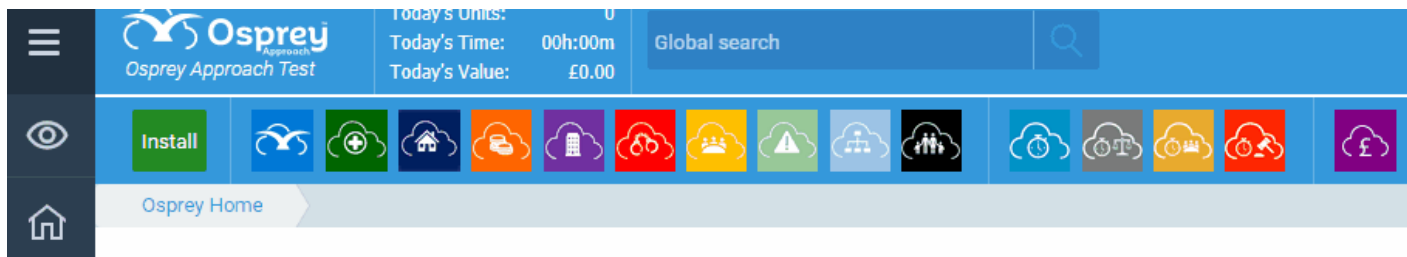 Osprey
Approach
Osprey Approach Test
Today's Units: 0
Today's Time: 00h:00m
Today's Value: £0.00
Global search
Install
£
Osprey Home